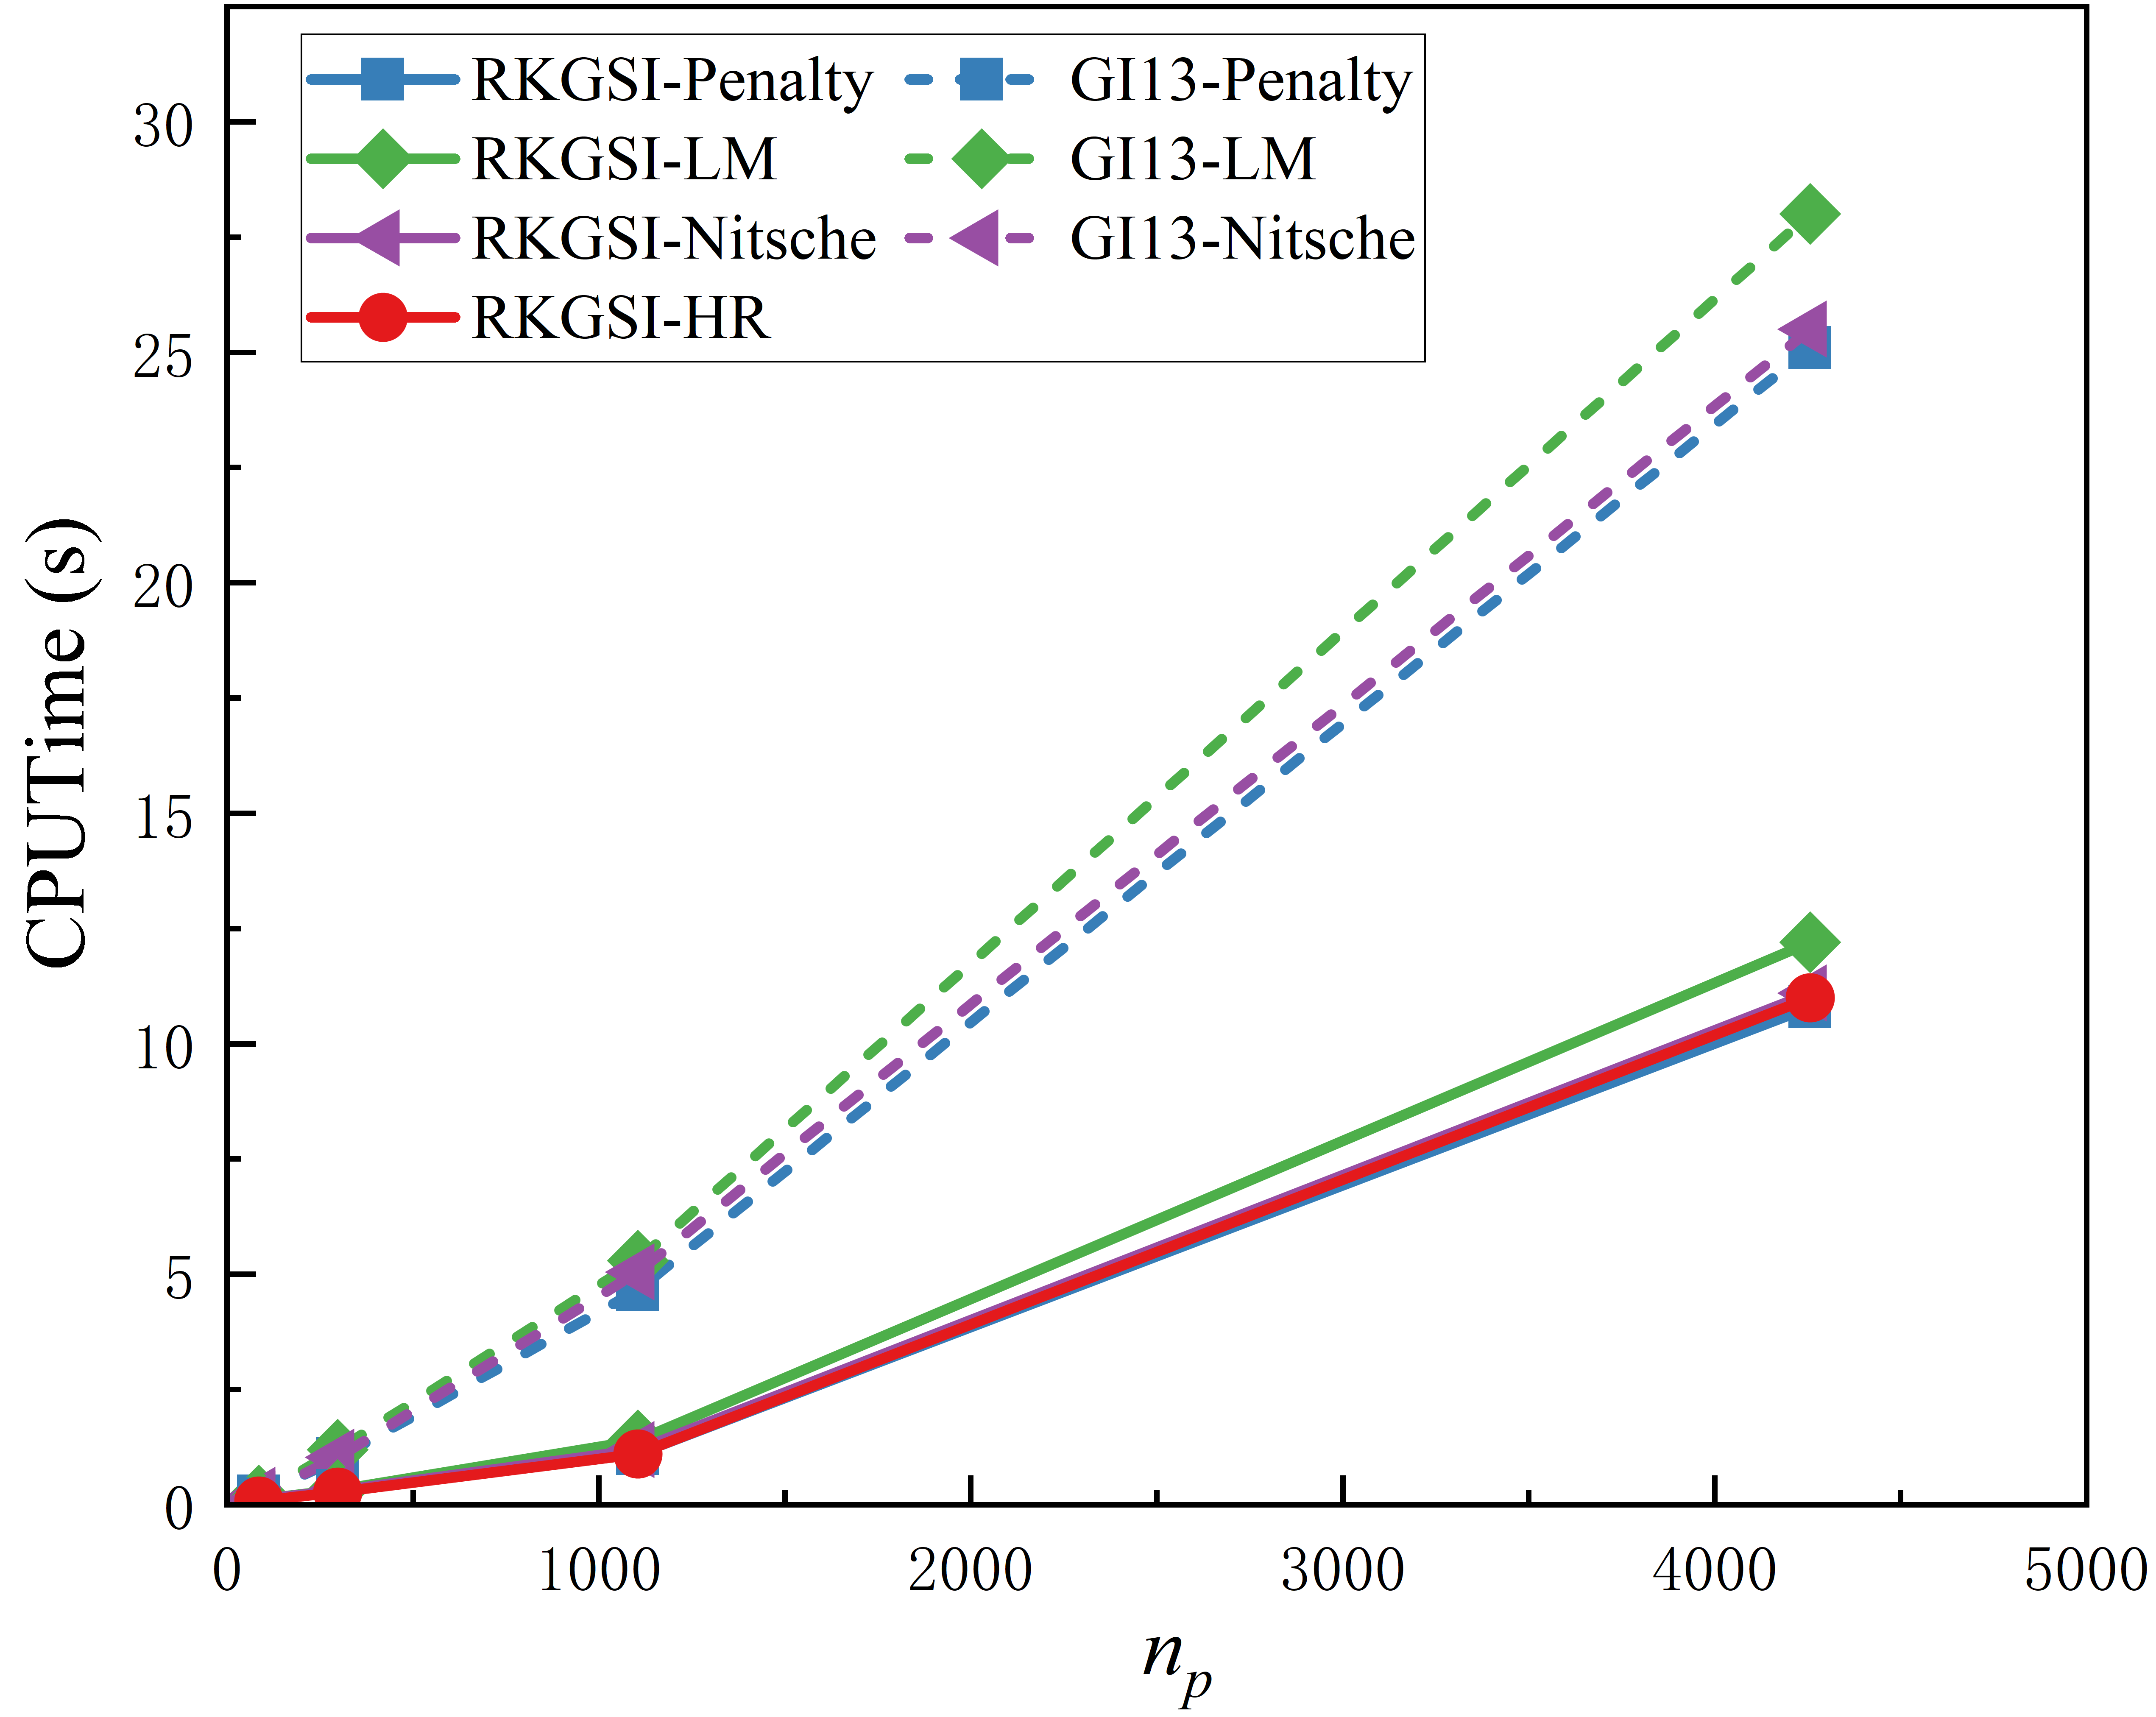 RKGSI-Penalty
GI13-Penalty
RKGSI-LM
GI13-LM
RKGSI-Nitsche
GI13-Nitsche
RKGSI-HR
30
25
20
15
10
5
0
CPUTime (s)
0 1000 2000 3000 4000 5000
n_p